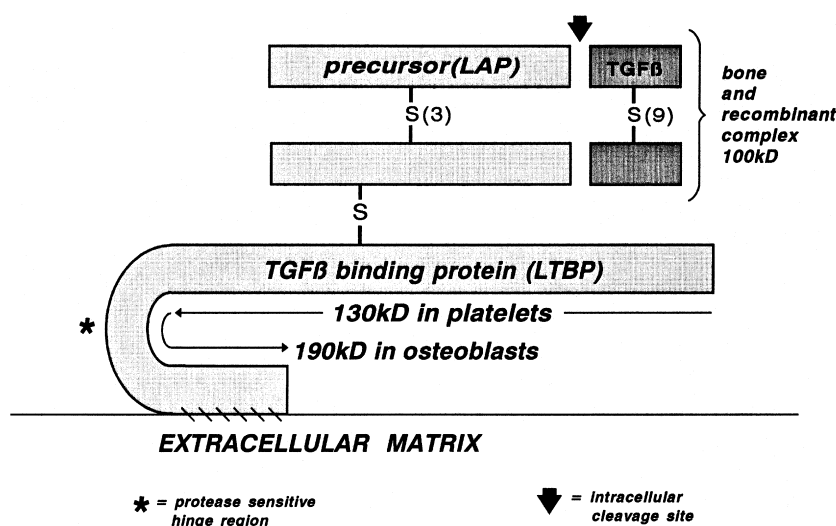 precursor(LAP)
TGFß
S(3)
S(9)
bone
and
recombinant
complex
100kD
S
TGFß binding protein (LTBP)
130kD in platelets
*
190kD in osteoblasts
EXTRACELLULAR MATRIX
* = protease sensitive
hinge region
= intracellular
cleavage site